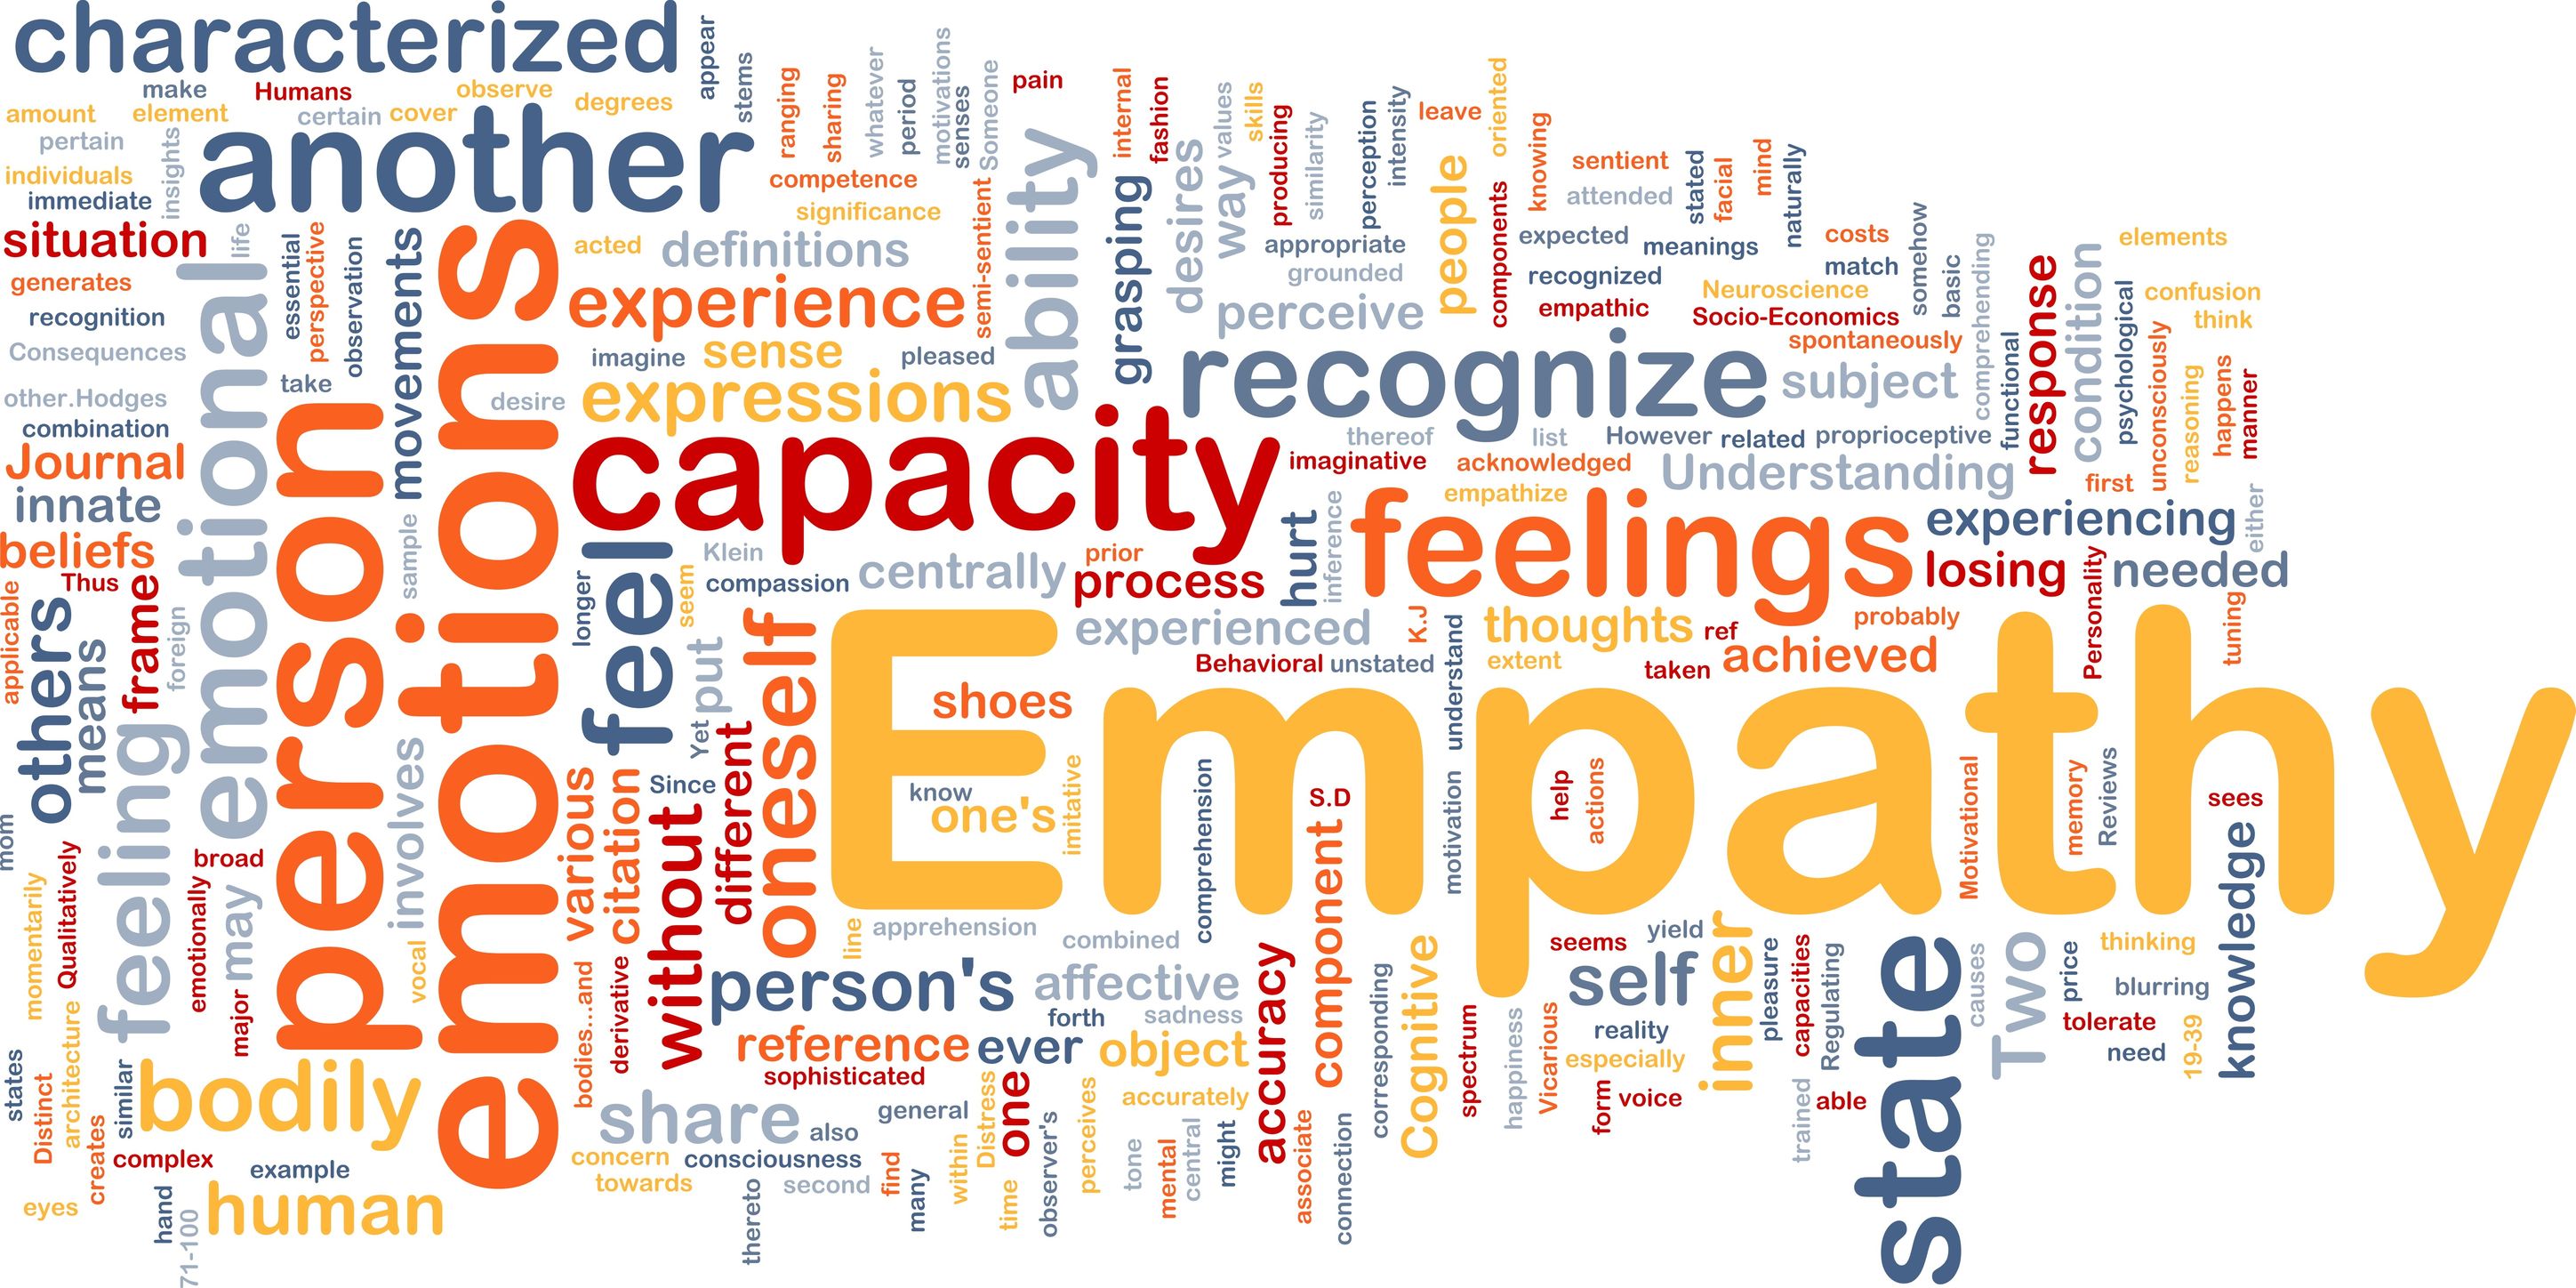 characterized
appear
stems
make
Humans
observe
degrees
amount
element
certain
cover
pertain
insights
another
ranging
sharing
whatever
period
motivations
senses
Someone
pain
individuals
immediate
competence
significance
semi-sentient
ability
internal
fashion
grasping
desires
values
way
skills
producing
similarity
perception
intensity
leave
oriented
people
components
knowing
sentient
attended
stated
facial
mind
naturally
appropriate
grounded
expected
meanings
recognized
empathic
perceive
costs
match
somehow
basic
comprehending
Neuroscience
Socio-Economics
spontaneously
functional
response
condition
elements
psychological
confusion
think
unconsciously
reasoning
happens
manner
situation
life
generates
recognition
Consequences
essential
perspective
observation
movements
take
emotional
other.Hodges
combination
Journal
innate
beliefs
person
emotions
acted
definitions
experience
imagine
sense
pleased
desire
expressions
capacity
recognize
subject
thereof
list
However
related
proprioceptive
imaginative
acknowledged
Understanding
empathize
first
feelings
experiencing
either
losing
needed
Personality
tuning
hurt
inference
Klein
prior
compassion
centrally
process
feel
longer
seem
sample
Thus
frame
foreign
applicable
others
means
feeling
mom
put
Yet
oneself
experienced
K.J
Behavioral
unstated
understand
thoughts
ref
probably
extent
taken
achieved
Empathy
shoes
know
one's
imitative
comprehension
S.D
component
motivation
help
actions
Motivational
memory
Reviews
sees
knowledge
Since
without
different
various
citation
involves
vocal
broad
may
emotionally
major
momentarily
Qualitatively
architecture
states
Distinct
creates
similar
bodily
complex
example
eyes
hand
71-100
human
bodies...and
derivative
line
apprehension
combined
person's
affective
forth
sadness
reference
ever
object
sophisticated
accuracy
corresponding
Cognitive
spectrum
happiness
Vicarious
seems
yield
self
inner
reality
especially
form
voice
pleasure
capacities
Regulating
trained
able
state
causes
Two
price
thinking
blurring
tolerate
need
19-39
share
also
general
Distress
one
observer's
perceives
accurately
concern
consciousness
towards
thereto
second
find
many
within
time
tone
mental
central
might
associate
connection